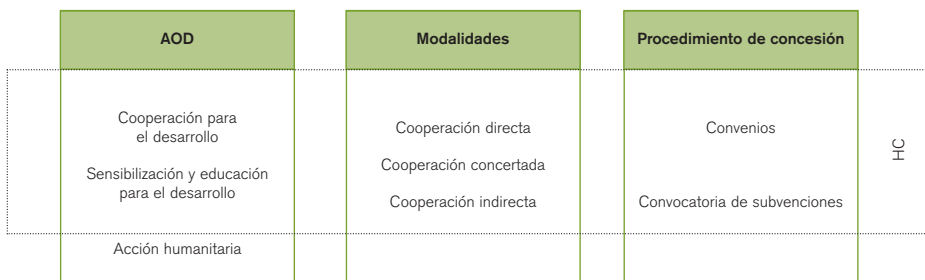 AOD
Modalidades
Procedimiento de concesión
Cooperación para
el desarrollo
Sensibilización y educación
para el desarrollo
Acción humanitaria
Cooperación directa
Cooperación concertada
Cooperación indirecta
Convenios
Convocatoria de subvenciones
HC